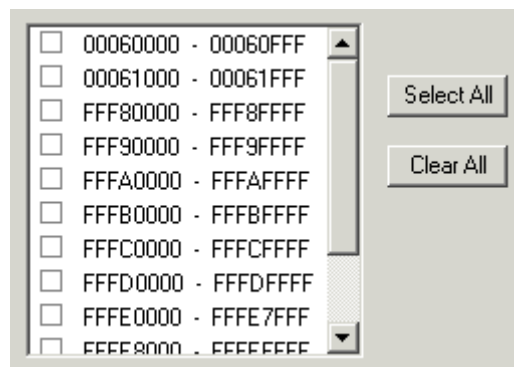 00060000 - 00060FFF
00061000 - 00061FFF
FFF80000 - FFF8FFFF
FFF90000 - FFF9FFFF
FFFA0000 - FFFAFFFF
FFFB0000 - FFFBFFFF
FFFC0000 - FFFCFFFF
FFFD0000 - FFFDFFFF
FFFE0000 - FFFE7FFF
Select All
Clear All